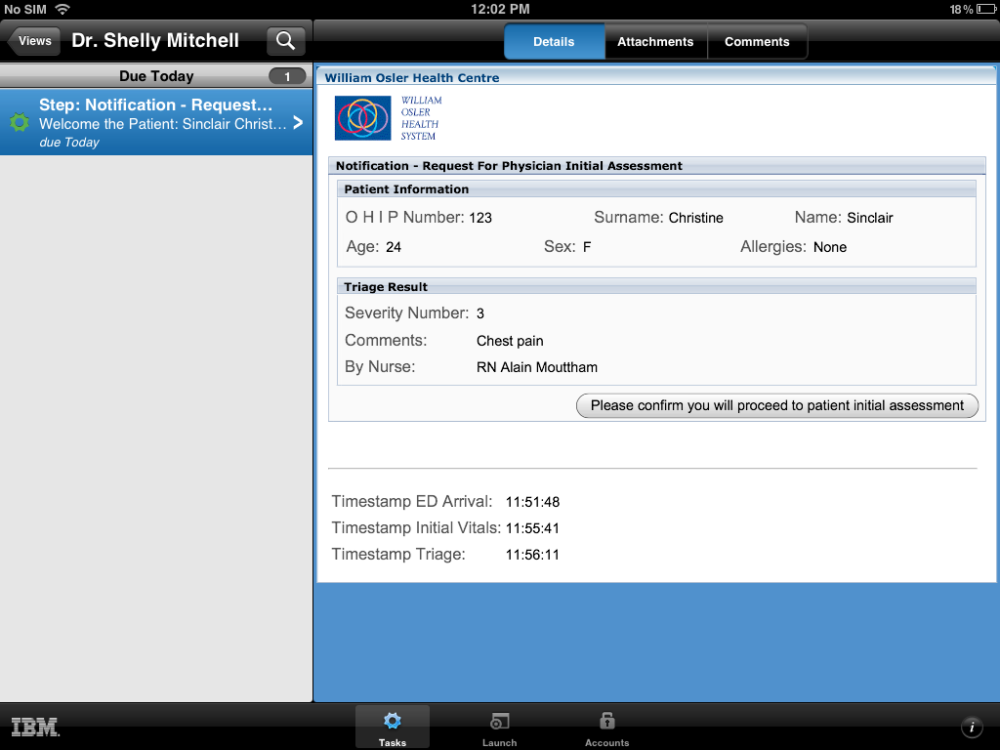 No SIM 12:02 PM 18%
Views Dr. Shelly Mitchell Details Attachments Comments
Due Today 1
Step: Notification - Request...
Welcome the Patient: Sinclair Christ...
due Today
William Osler Health Centre
WILLIAM
OSLER
HEALTH
SYSTEM
Notification - Request For Physician Initial Assessment
Patient Information
O H I P Number: 123 Surname: Christine Name: Sinclair
Age: 24 Sex: F Allergies: None
Triage Result
Severity Number: 3
Comments: Chest pain
By Nurse: RN Alain Mouttham
Please confirm you will proceed to patient initial assessment
Timestamp ED Arrival: 11:51:48
Timestamp Initial Vitals: 11:55:41
Timestamp Triage: 11:56:11
IBM. Tasks Launch Accounts i